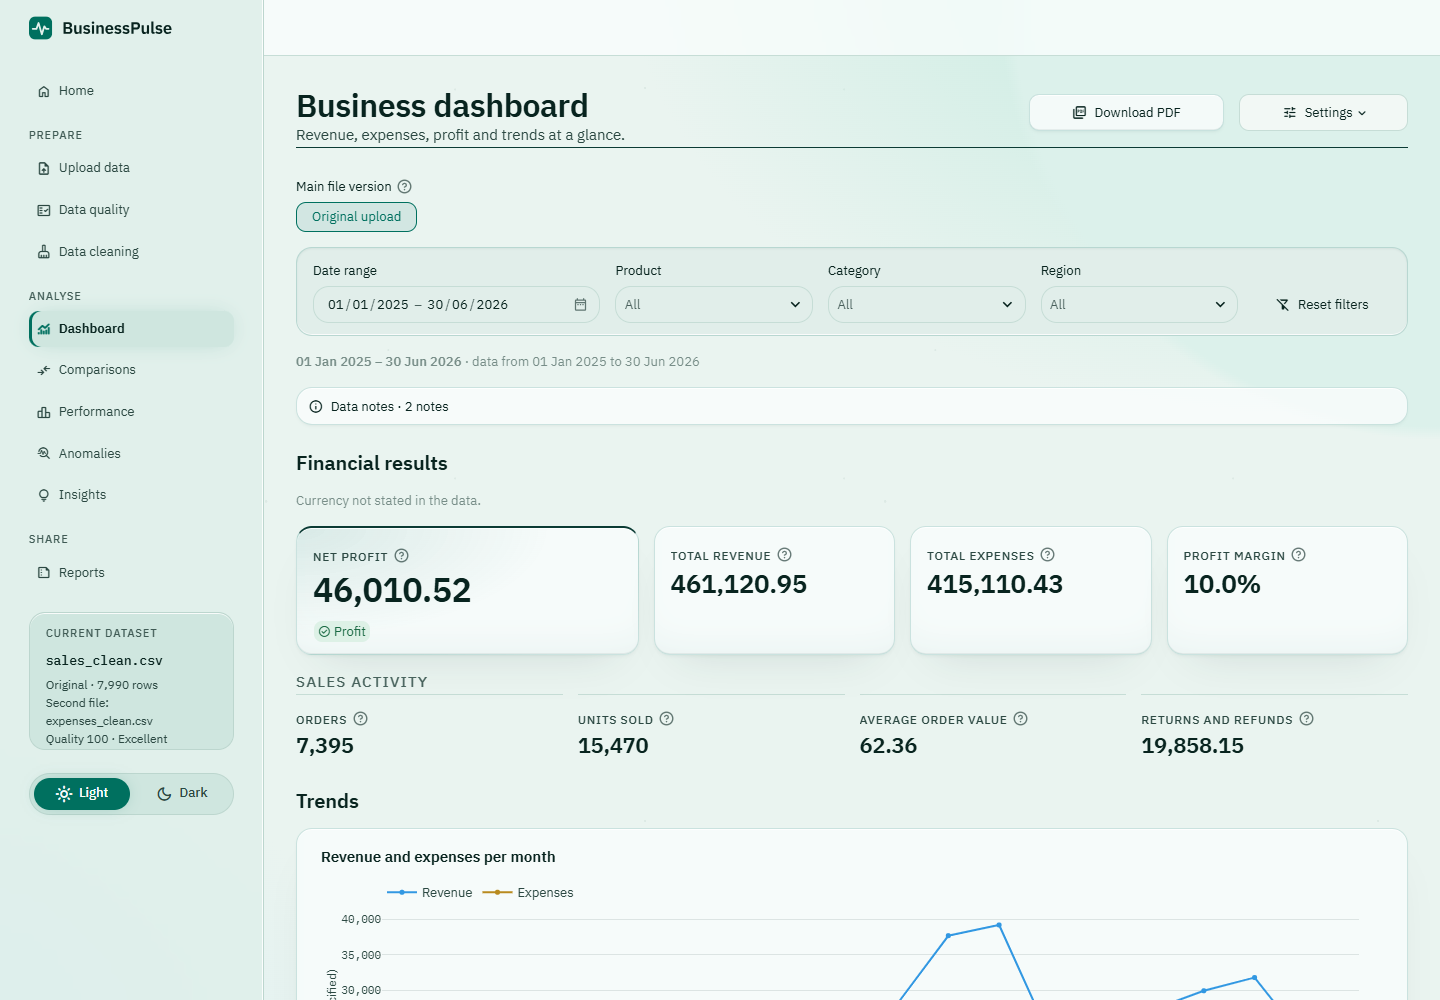 BusinessPulse
Home
PREPARE
Upload data
Data quality
Data cleaning
ANALYSE
Dashboard
Comparisons
Performance
Anomalies
Insights
SHARE
Reports
CURRENT DATASET
sales_clean.csv
Original · 7,990 rows
Second file:
expenses_clean.csv
Quality 100 · Excellent
Light Dark
Business dashboard
Revenue, expenses, profit and trends at a glance.
Download PDF Settings
Main file version
Original upload
Date range Product Category Region
01/01/2025 – 30/06/2026 All All All Reset filters
01 Jan 2025 – 30 Jun 2026 · data from 01 Jan 2025 to 30 Jun 2026
Data notes · 2 notes
Financial results
Currency not stated in the data.
NET PROFIT
46,010.52
Profit
TOTAL REVENUE
461,120.95
TOTAL EXPENSES
415,110.43
PROFIT MARGIN
10.0%
SALES ACTIVITY
ORDERS
7,395
UNITS SOLD
15,470
AVERAGE ORDER VALUE
62.36
RETURNS AND REFUNDS
19,858.15
Trends
Revenue and expenses per month
Revenue Expenses
40,000
35,000
30,000